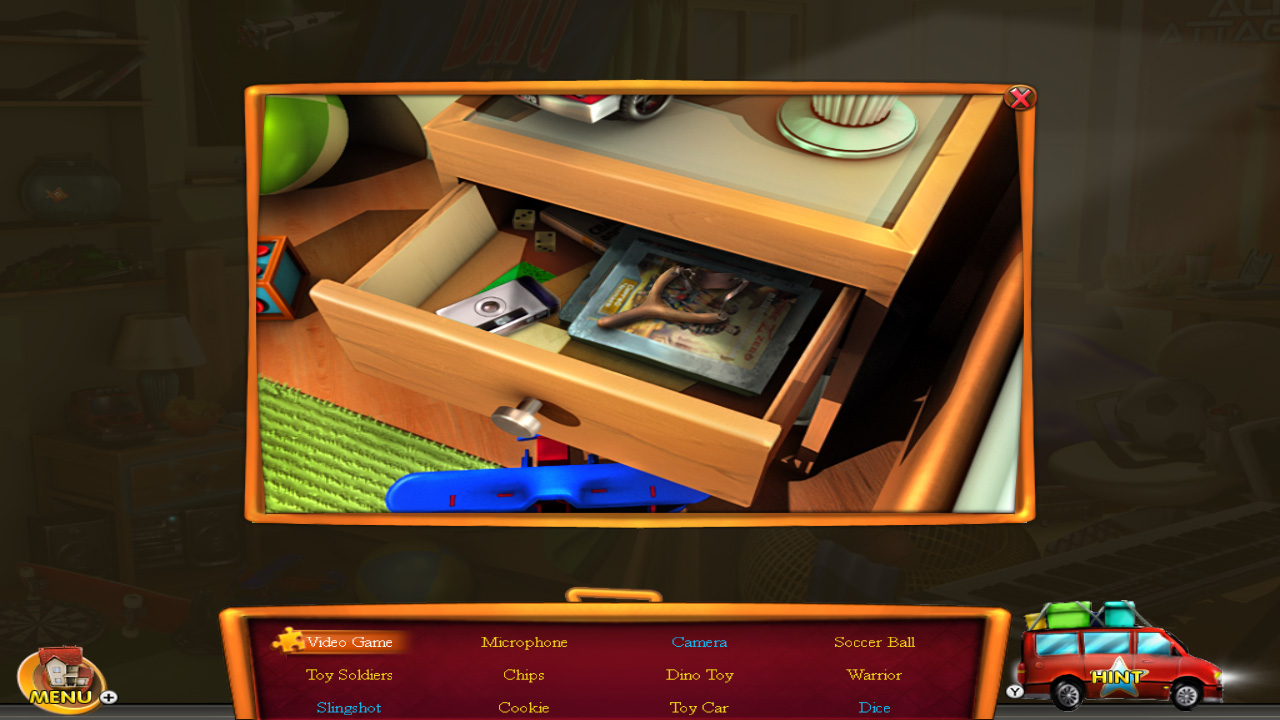 Video Game Microphone Camera Soccer Ball
Toy Soldiers Chips Dino Toy Warrior
Slingshot Cookie Toy Car Dice
MENU +
Y HINT